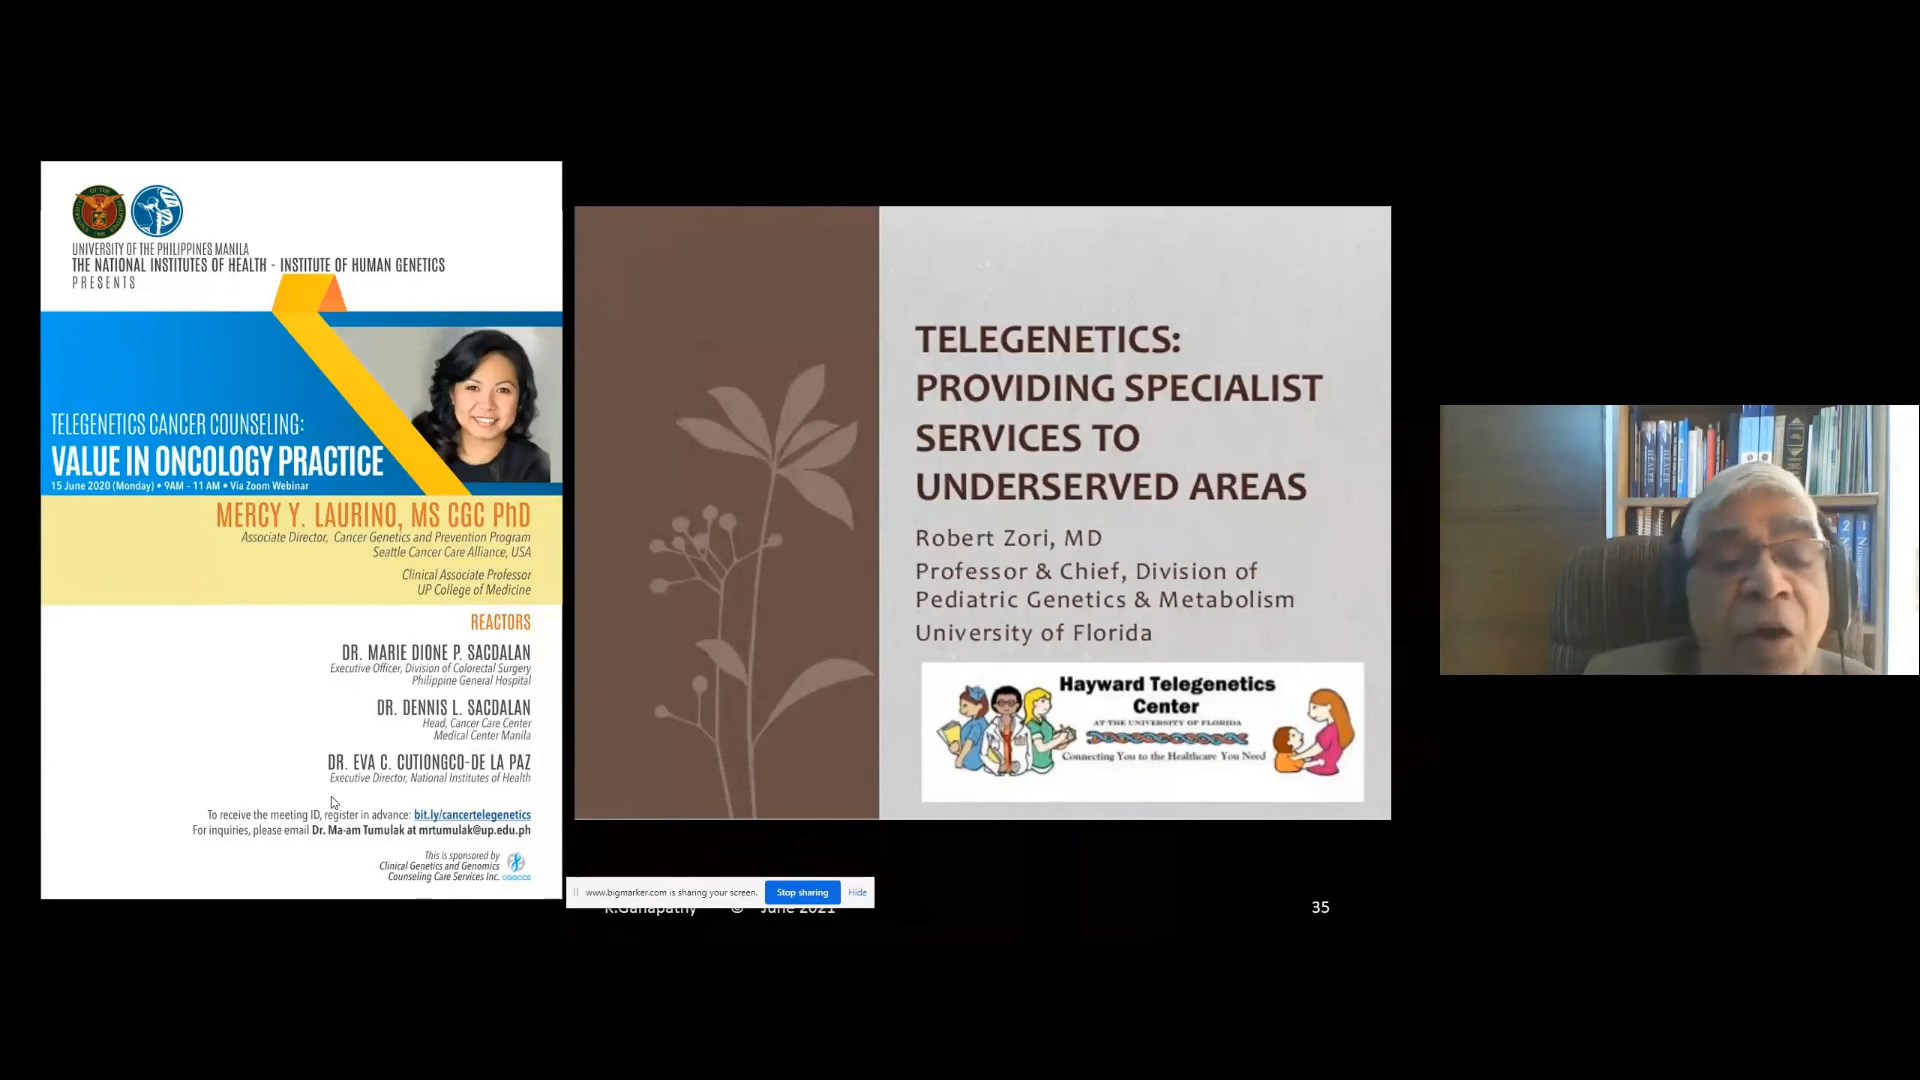 UNIVERSITY OF THE PHILIPPINES MANILA
THE NATIONAL INSTITUTES OF HEALTH - INSTITUTE OF HUMAN GENETICS
PRESENTS
TELEGENETICS CANCER COUNSELING:
VALUE IN ONCOLOGY PRACTICE
15 June 2020 (Monday) • 9AM - 11 AM • Via Zoom Webinar
MERCY Y. LAURINO, MS CGC PhD
Associate Director, Cancer Genetics and Prevention Program
Seattle Cancer Care Alliance, USA
Clinical Associate Professor
UP College of Medicine
REACTORS
DR. MARIE DIONE P. SACDALAN
Executive Officer, Division of Colorectal Surgery
Philippine General Hospital
DR. DENNIS L. SACDALAN
Head, Cancer Care Center
Medical Center Manila
DR. EVA C. CUTIONGCO-DE LA PAZ
Executive Director, National Institutes of Health
To receive the meeting ID, register in advance: bit.ly/cancertelegenetics
For inquiries, please email Dr. Ma-am Tumulak at mrtumulak@up.edu.ph
This is sponsored by
Clinical Genetics and Genomics
Counseling Care Services Inc. CGGCCS
TELEGENETICS:
PROVIDING SPECIALIST
SERVICES TO
UNDERSERVED AREAS
Robert Zori, MD
Professor & Chief, Division of
Pediatric Genetics & Metabolism
University of Florida
Hayward Telegenetics
Center
AT THE UNIVERSITY OF FLORIDA
Connecting You to the Healthcare You Need
www.bigmarker.com is sharing your screen. Stop sharing Hide
K.Ganapathy © June 2021 35